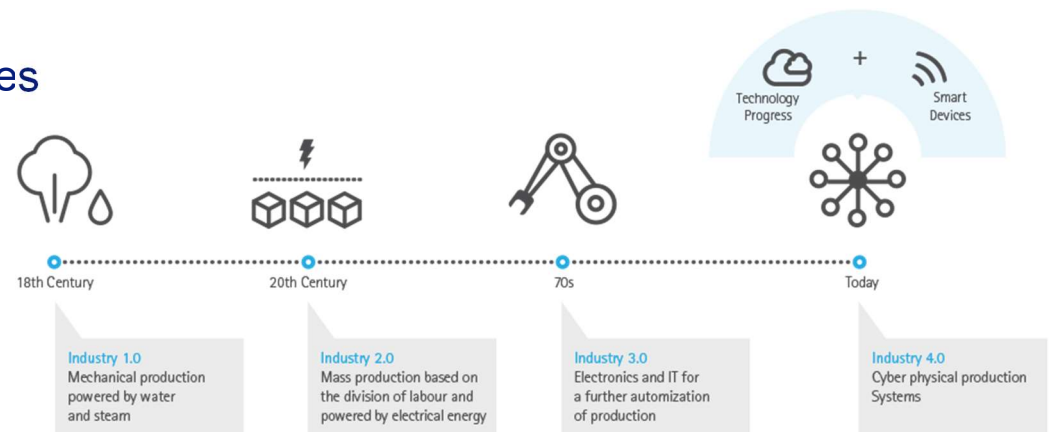 es
Technology
Progress
+
Smart
Devices
18th Century
20th Century
70s
Today
Industry 1.0
Mechanical production
powered by water
and steam
Industry 2.0
Mass production based on
the division of labour and
powered by electrical energy
Industry 3.0
Electronics and IT for
a further automization
of production
Industry 4.0
Cyber physical production
Systems